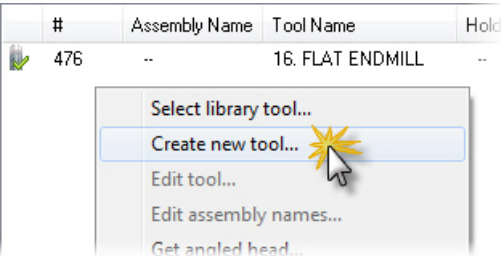 # Assembly Name Tool Name Hold
476 -- 16. FLAT ENDMILL --
Select library tool...
Create new tool...
Edit tool...
Edit assembly names...
Get angled head...